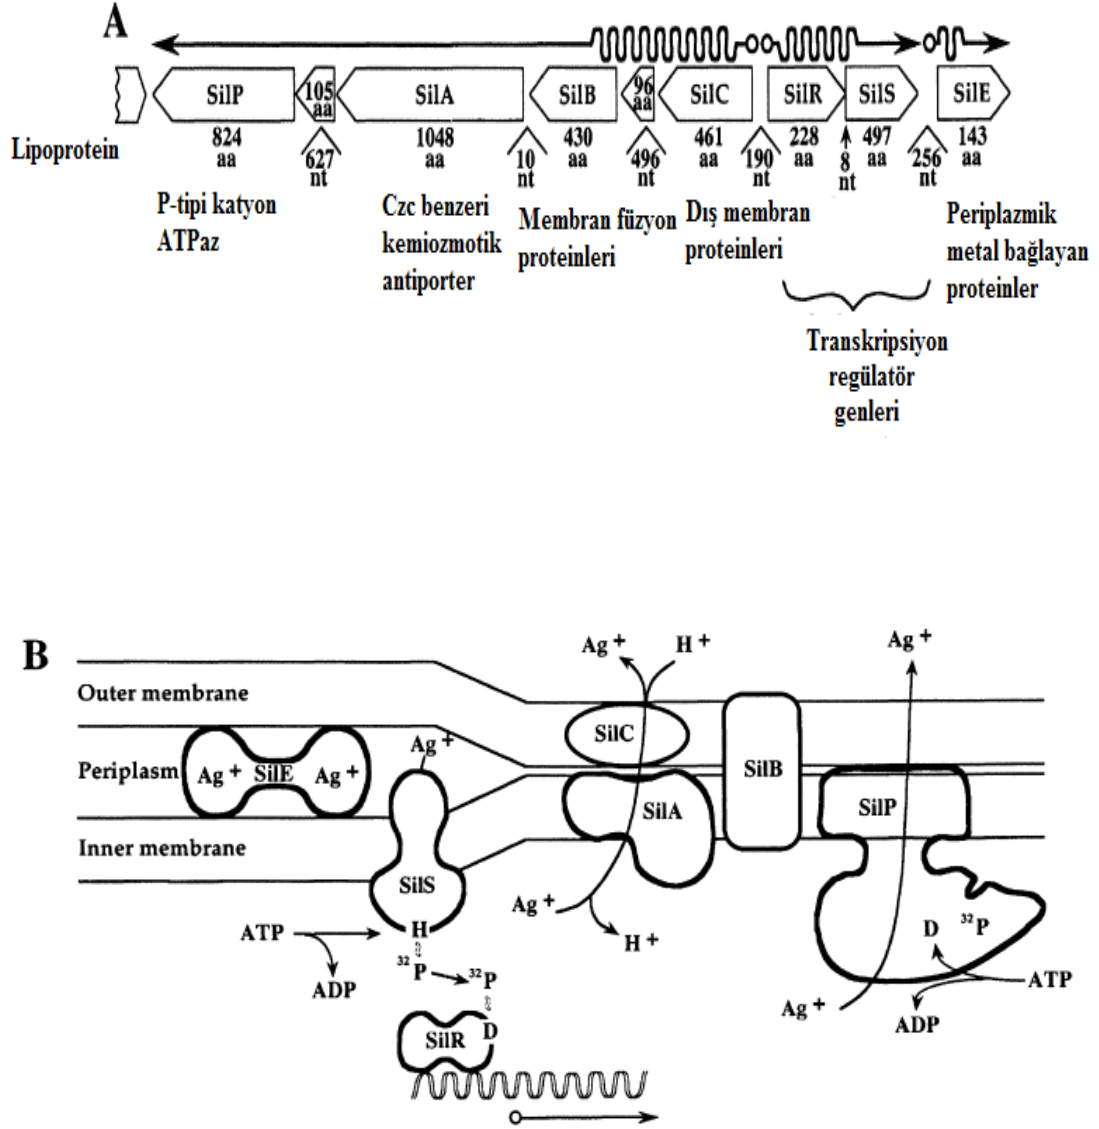 A
SilP
105
aa
SilA
SilB
96
aa
SilC
SilR
SilS
SilE
Lipoprotein
824
aa
627
nt
1048
aa
10
nt
430
aa
496
nt
461
aa
190
nt
228
aa
8
nt
497
aa
256
nt
143
aa
P-tipi katyon
ATPaz
Czc benzeri
kemiozmotik
antiporter
Membran füzyon
proteinleri
Dış membran
proteinleri
Periplazmik
metal bağlayan
proteinler
Transkripsiyon
regülatör
genleri
B
Outer membrane
Periplasm
Inner membrane
Ag +
SilE
Ag +
Ag +
SilS
H
ATP
ADP
32 P
32 P
D
SilR
Ag +
H +
SilC
SilA
Ag +
H +
SilB
Ag +
SilP
D
32 P
ATP
ADP
Ag +